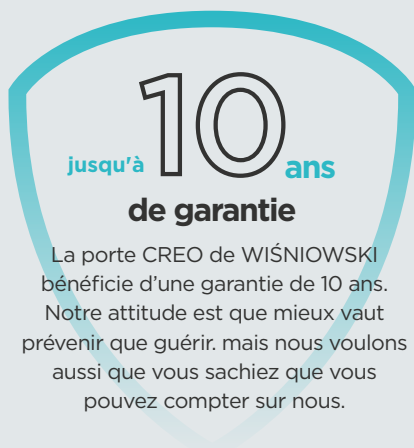 jusqu'à 10 ans
de garantie
La porte CREO de WIŚNIOWSKI
bénéficie d’une garantie de 10 ans.
Notre attitude est que mieux vaut
prévenir que guérir. mais nous voulons
aussi que vous sachiez que vous
pouvez compter sur nous.